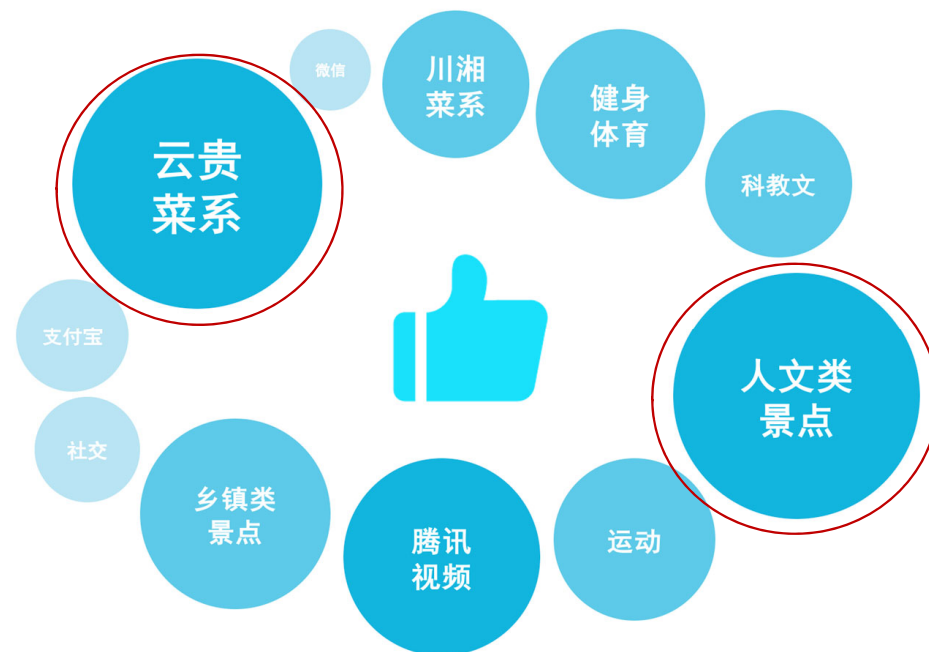 微信
川湘
菜系
健身
体育
云贵
菜系
科教文
支付宝
人文类
景点
社交
乡镇类
景点
腾讯
视频
运动